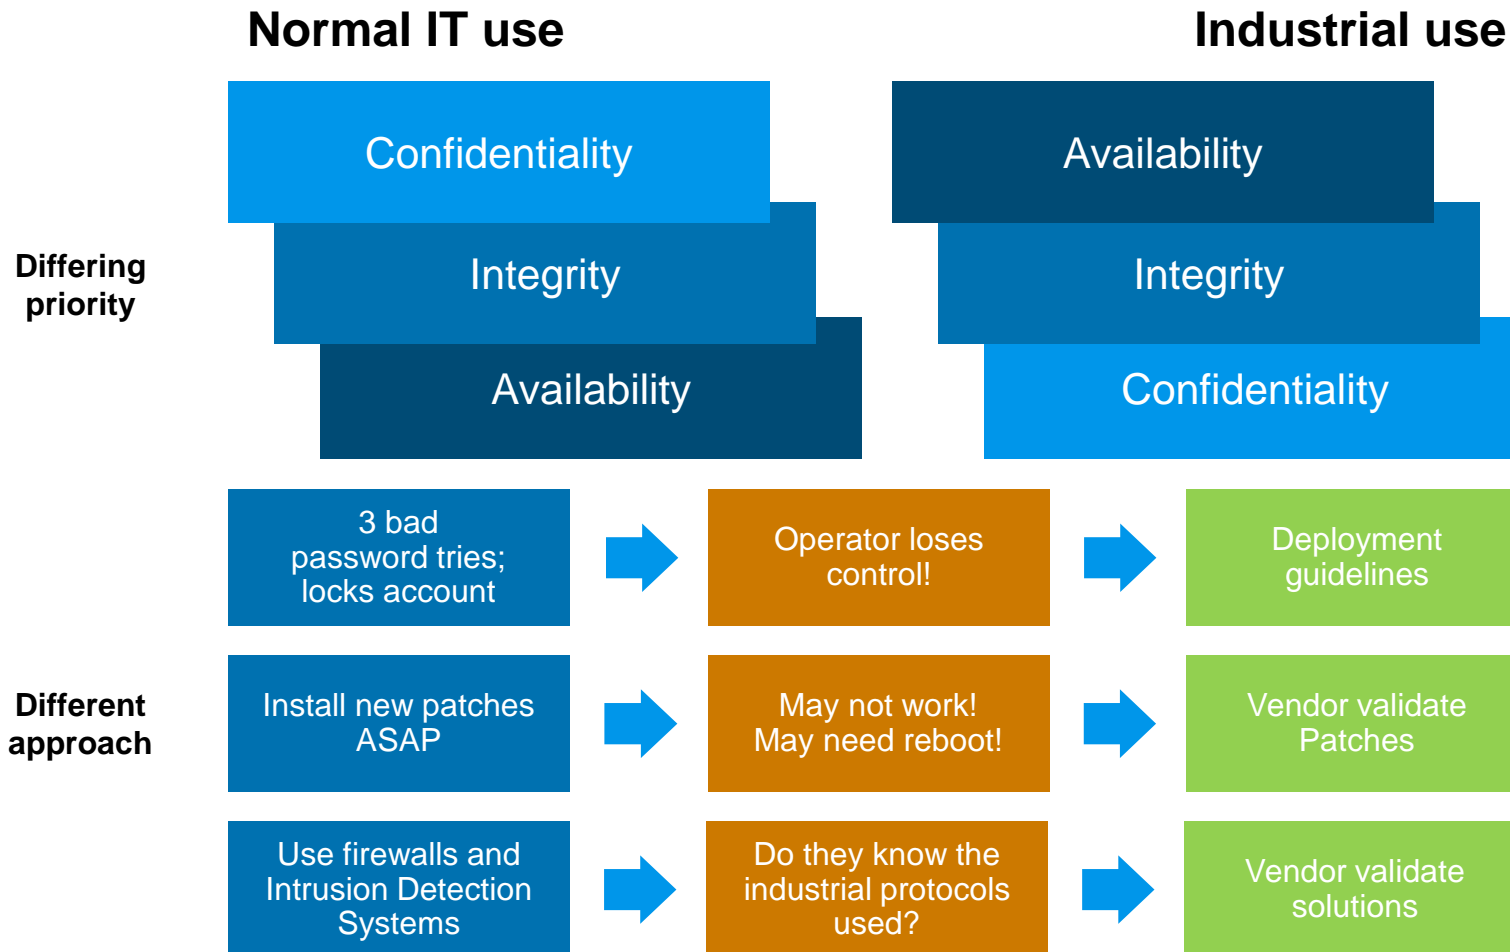 Normal IT use
Industrial use
Differing
priority
Confidentiality
Integrity
Availability
Availability
Integrity
Confidentiality
Different
approach
3 bad
password tries;
locks account
Operator loses
control!
Deployment
guidelines
Install new patches
ASAP
May not work!
May need reboot!
Vendor validate
Patches
Use firewalls and
Intrusion Detection
Systems
Do they know the
industrial protocols
used?
Vendor validate
solutions